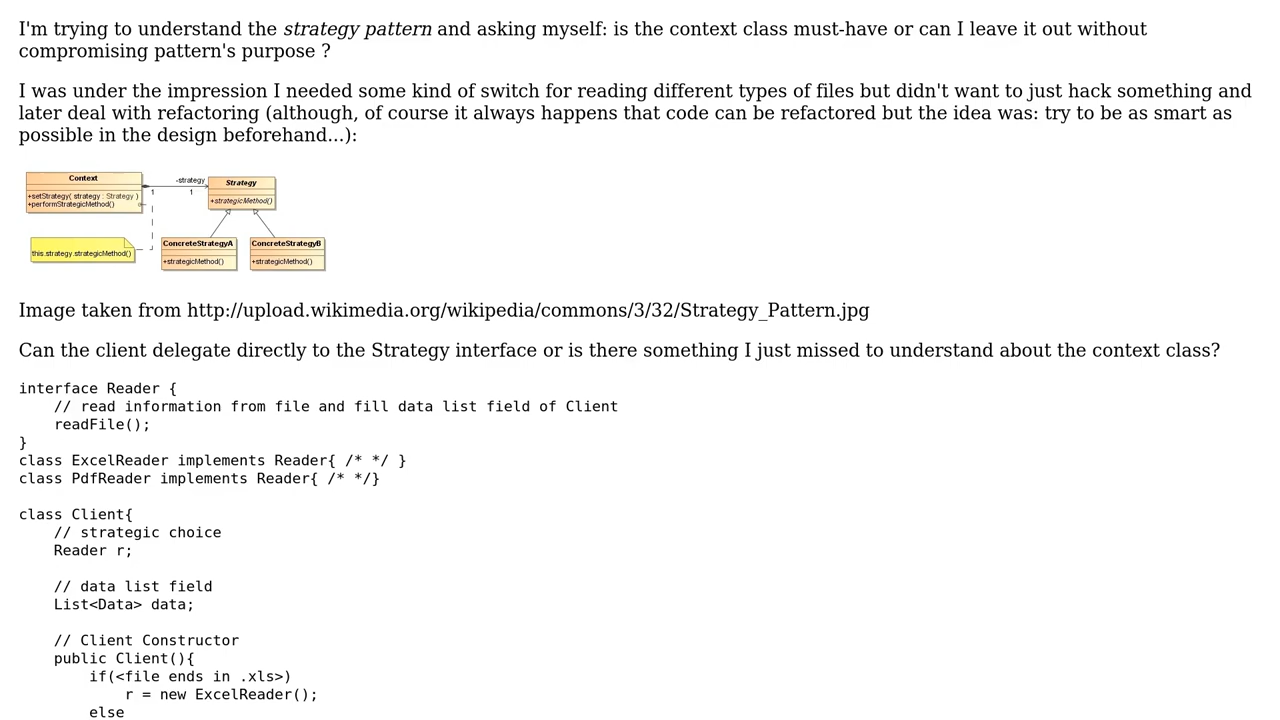 I'm trying to understand the strategy pattern and asking myself: is the context class must-have or can I leave it out without
compromising pattern's purpose ?
I was under the impression I needed some kind of switch for reading different types of files but didn't want to just hack something and
later deal with refactoring (although, of course it always happens that code can be refactored but the idea was: try to be as smart as
possible in the design beforehand...):
Context
+setStrategy( strategy : Strategy )
+performStrategicMethod()
-strategy
1
1
Strategy
+strategicMethod()
this.strategy.strategicMethod()
ConcreteStrategyA
+strategicMethod()
ConcreteStrategyB
+strategicMethod()
Image taken from http://upload.wikimedia.org/wikipedia/commons/3/32/Strategy_Pattern.jpg
Can the client delegate directly to the Strategy interface or is there something I just missed to understand about the context class?
interface Reader {
    // read information from file and fill data list field of Client
    readFile();
}
class ExcelReader implements Reader{ /* */ }
class PdfReader implements Reader{ /* */}
class Client{
    // strategic choice
    Reader r;
    // data list field
    List<Data> data;
    // Client Constructor
    public Client(){
        if(<file ends in .xls>)
            r = new ExcelReader();
        else